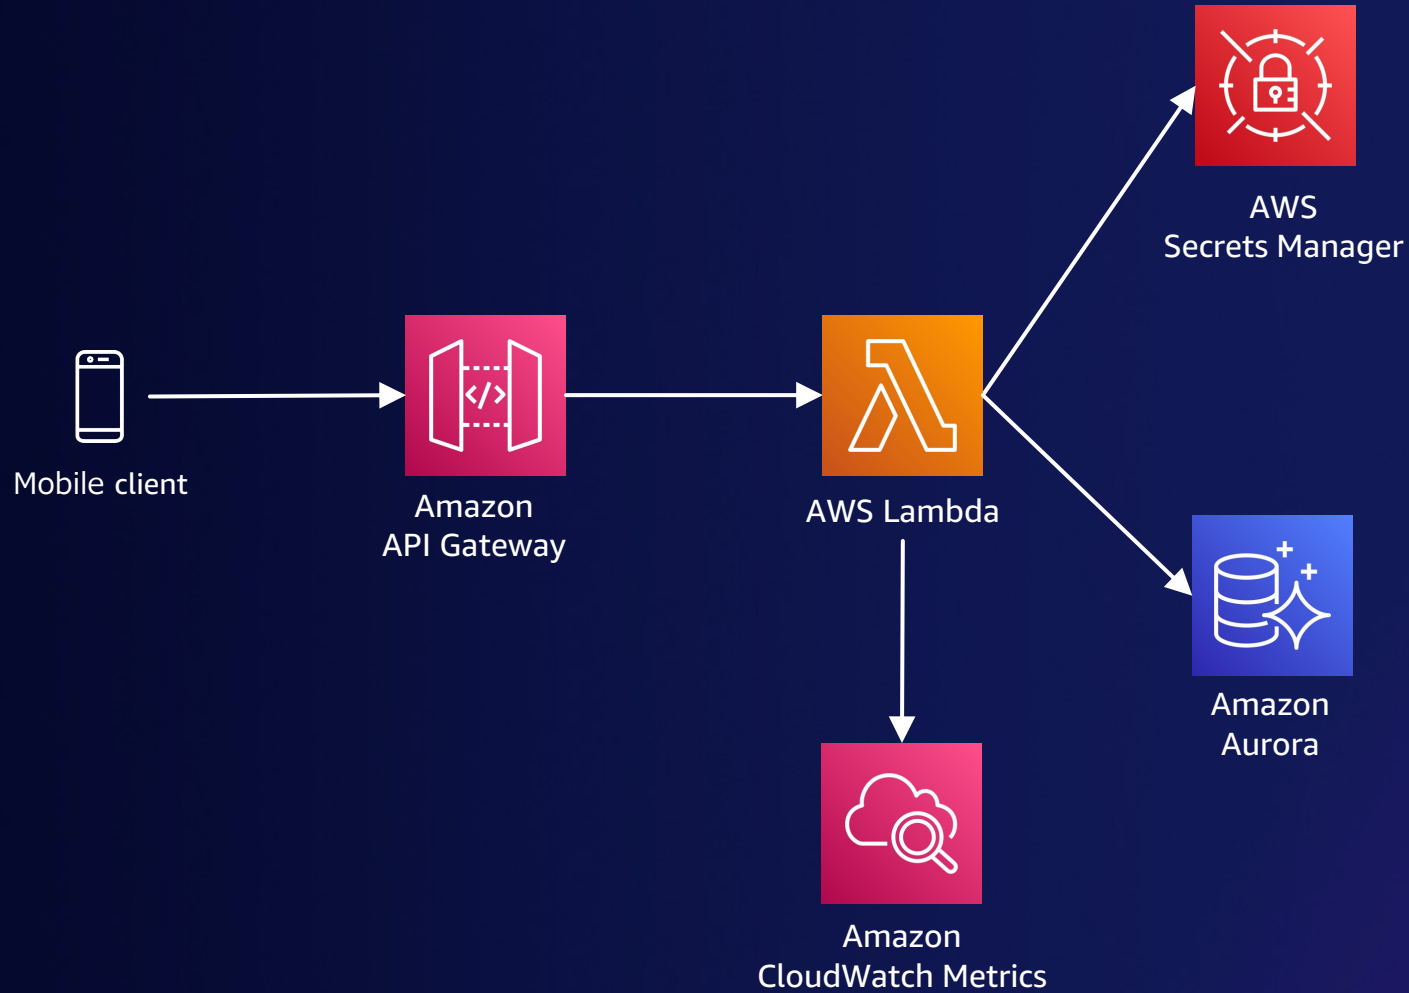 AWS
Secrets Manager
Mobile client
Amazon
API Gateway
AWS Lambda
Amazon
Aurora
Amazon
CloudWatch Metrics